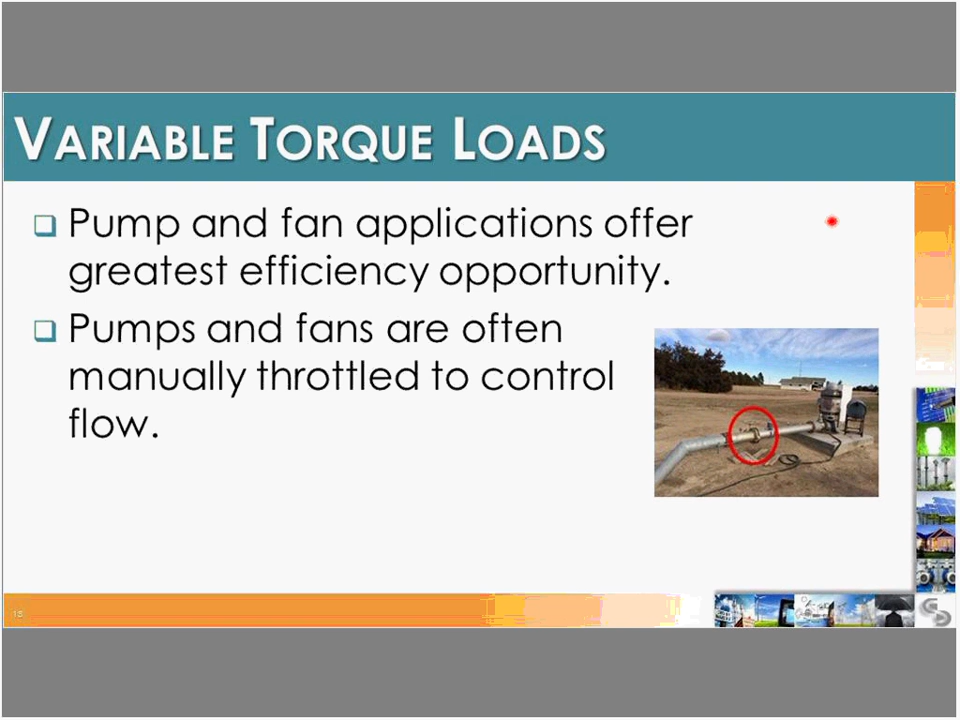 VARIABLE TORQUE LOADS
Pump and fan applications offer
greatest efficiency opportunity.
Pumps and fans are often
manually throttled to control
flow.